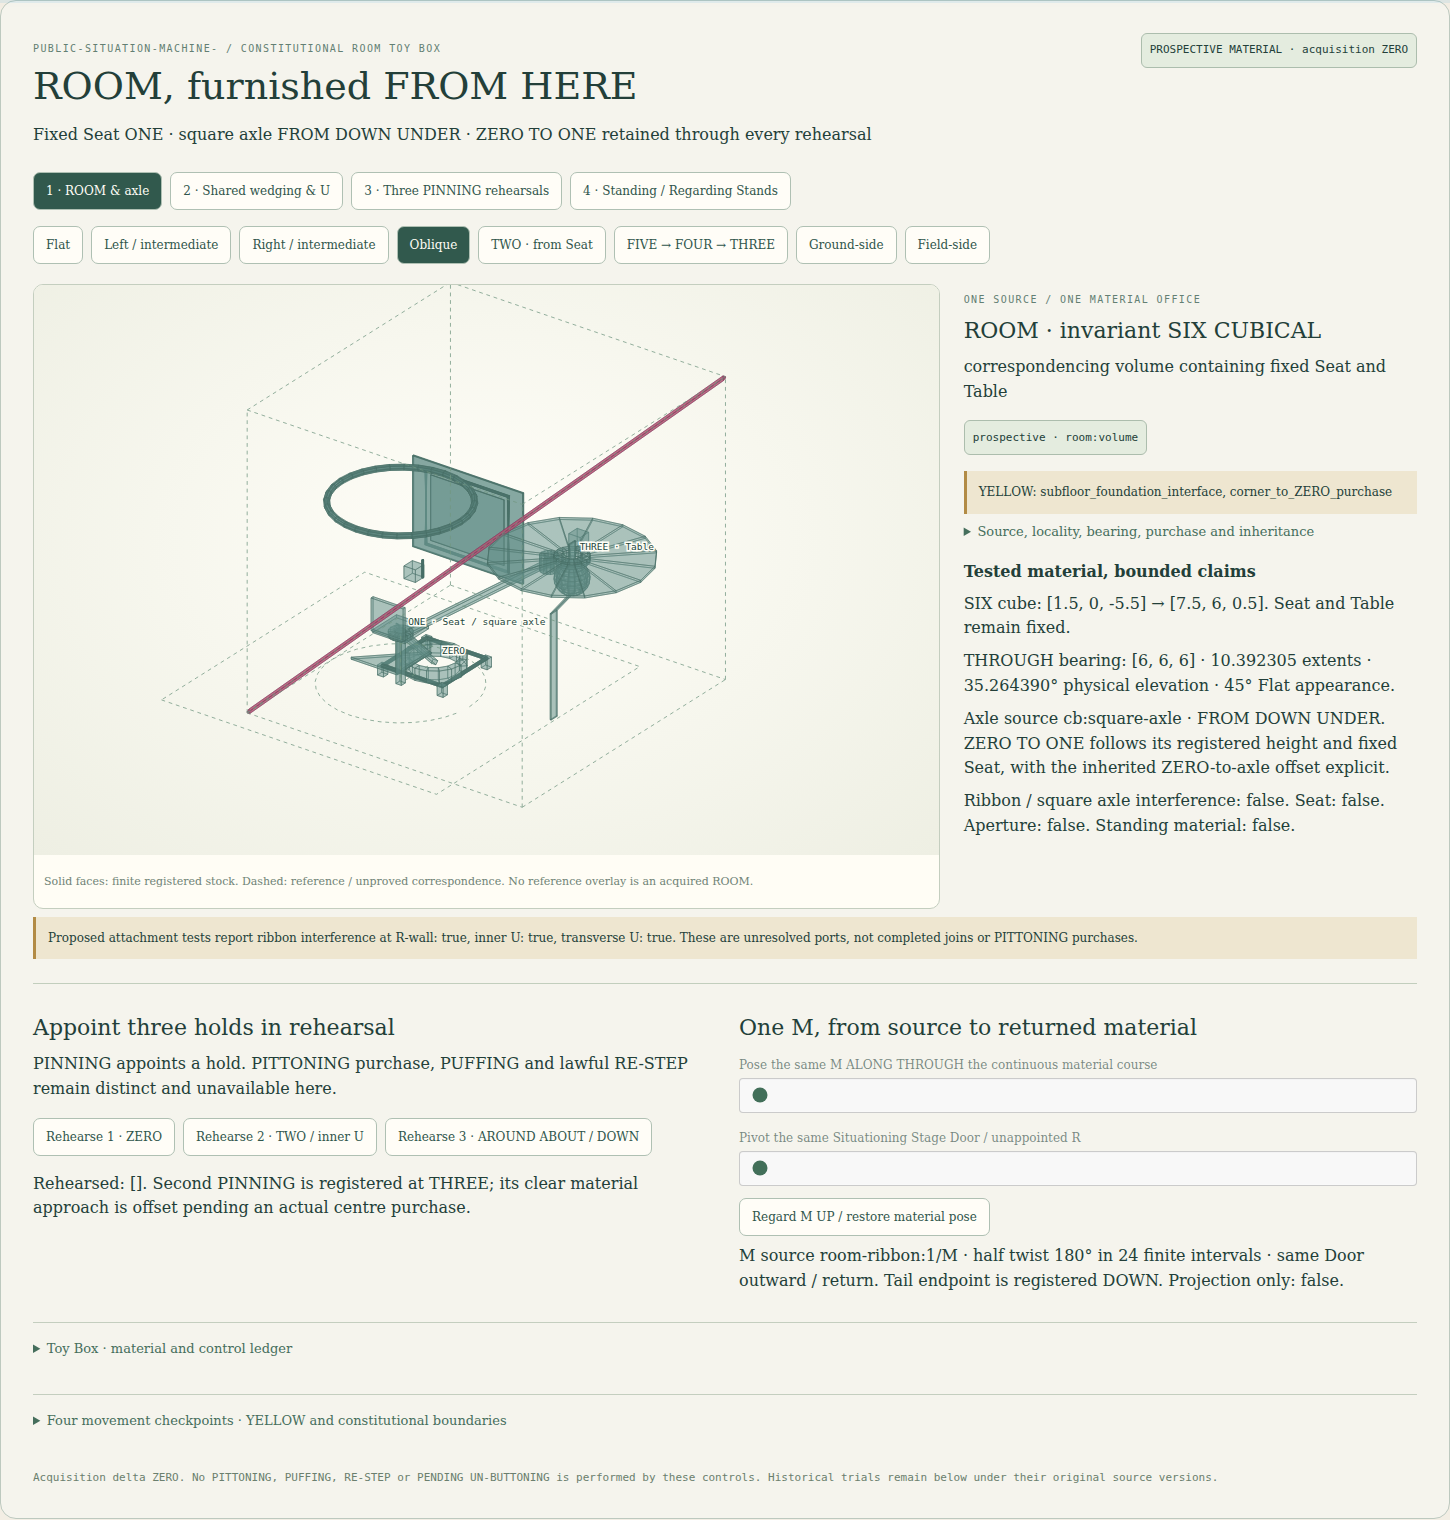 PUBLIC-SITUATION-MACHINE- / CONSTITUTIONAL ROOM TOY BOX
PROSPECTIVE MATERIAL · acquisition ZERO
ROOM, furnished FROM HERE
Fixed Seat ONE · square axle FROM DOWN UNDER · ZERO TO ONE retained through every rehearsal
1 · ROOM & axle
2 · Shared wedging & U
3 · Three PINNING rehearsals
4 · Standing / Regarding Stands
Flat
Left / intermediate
Right / intermediate
Oblique
TWO · from Seat
FIVE → FOUR → THREE
Ground-side
Field-side
THREE · Table
ONE · Seat / square axle
ZERO
Solid faces: finite registered stock. Dashed: reference / unproved correspondence. No reference overlay is an acquired ROOM.
ONE SOURCE / ONE MATERIAL OFFICE
ROOM · invariant SIX CUBICAL
correspondencing volume containing fixed Seat and
Table
prospective · room:volume
YELLOW: subfloor_foundation_interface, corner_to_ZERO_purchase
▶ Source, locality, bearing, purchase and inheritance
Tested material, bounded claims
SIX cube: [1.5, 0, -5.5] → [7.5, 6, 0.5]. Seat and Table
remain fixed.
THROUGH bearing: [6, 6, 6] · 10.392305 extents ·
35.264390° physical elevation · 45° Flat appearance.
Axle source cb:square-axle · FROM DOWN UNDER.
ZERO TO ONE follows its registered height and fixed
Seat, with the inherited ZERO-to-axle offset explicit.
Ribbon / square axle interference: false. Seat: false.
Aperture: false. Standing material: false.
Proposed attachment tests report ribbon interference at R-wall: true, inner U: true, transverse U: true. These are unresolved ports, not completed joins or PITTONING purchases.
Appoint three holds in rehearsal
PINNING appoints a hold. PITTONING purchase, PUFFING and lawful RE-STEP
remain distinct and unavailable here.
Rehearse 1 · ZERO
Rehearse 2 · TWO / inner U
Rehearse 3 · AROUND ABOUT / DOWN
Rehearsed: []. Second PINNING is registered at THREE; its clear material
approach is offset pending an actual centre purchase.
One M, from source to returned material
Pose the same M ALONG THROUGH the continuous material course
Pivot the same Situationing Stage Door / unappointed R
Regard M UP / restore material pose
M source room-ribbon:1/M · half twist 180° in 24 finite intervals · same Door
outward / return. Tail endpoint is registered DOWN. Projection only: false.
▶ Toy Box · material and control ledger
▶ Four movement checkpoints · YELLOW and constitutional boundaries
Acquisition delta ZERO. No PITTONING, PUFFING, RE-STEP or PENDING UN-BUTTONING is performed by these controls. Historical trials remain below under their original source versions.